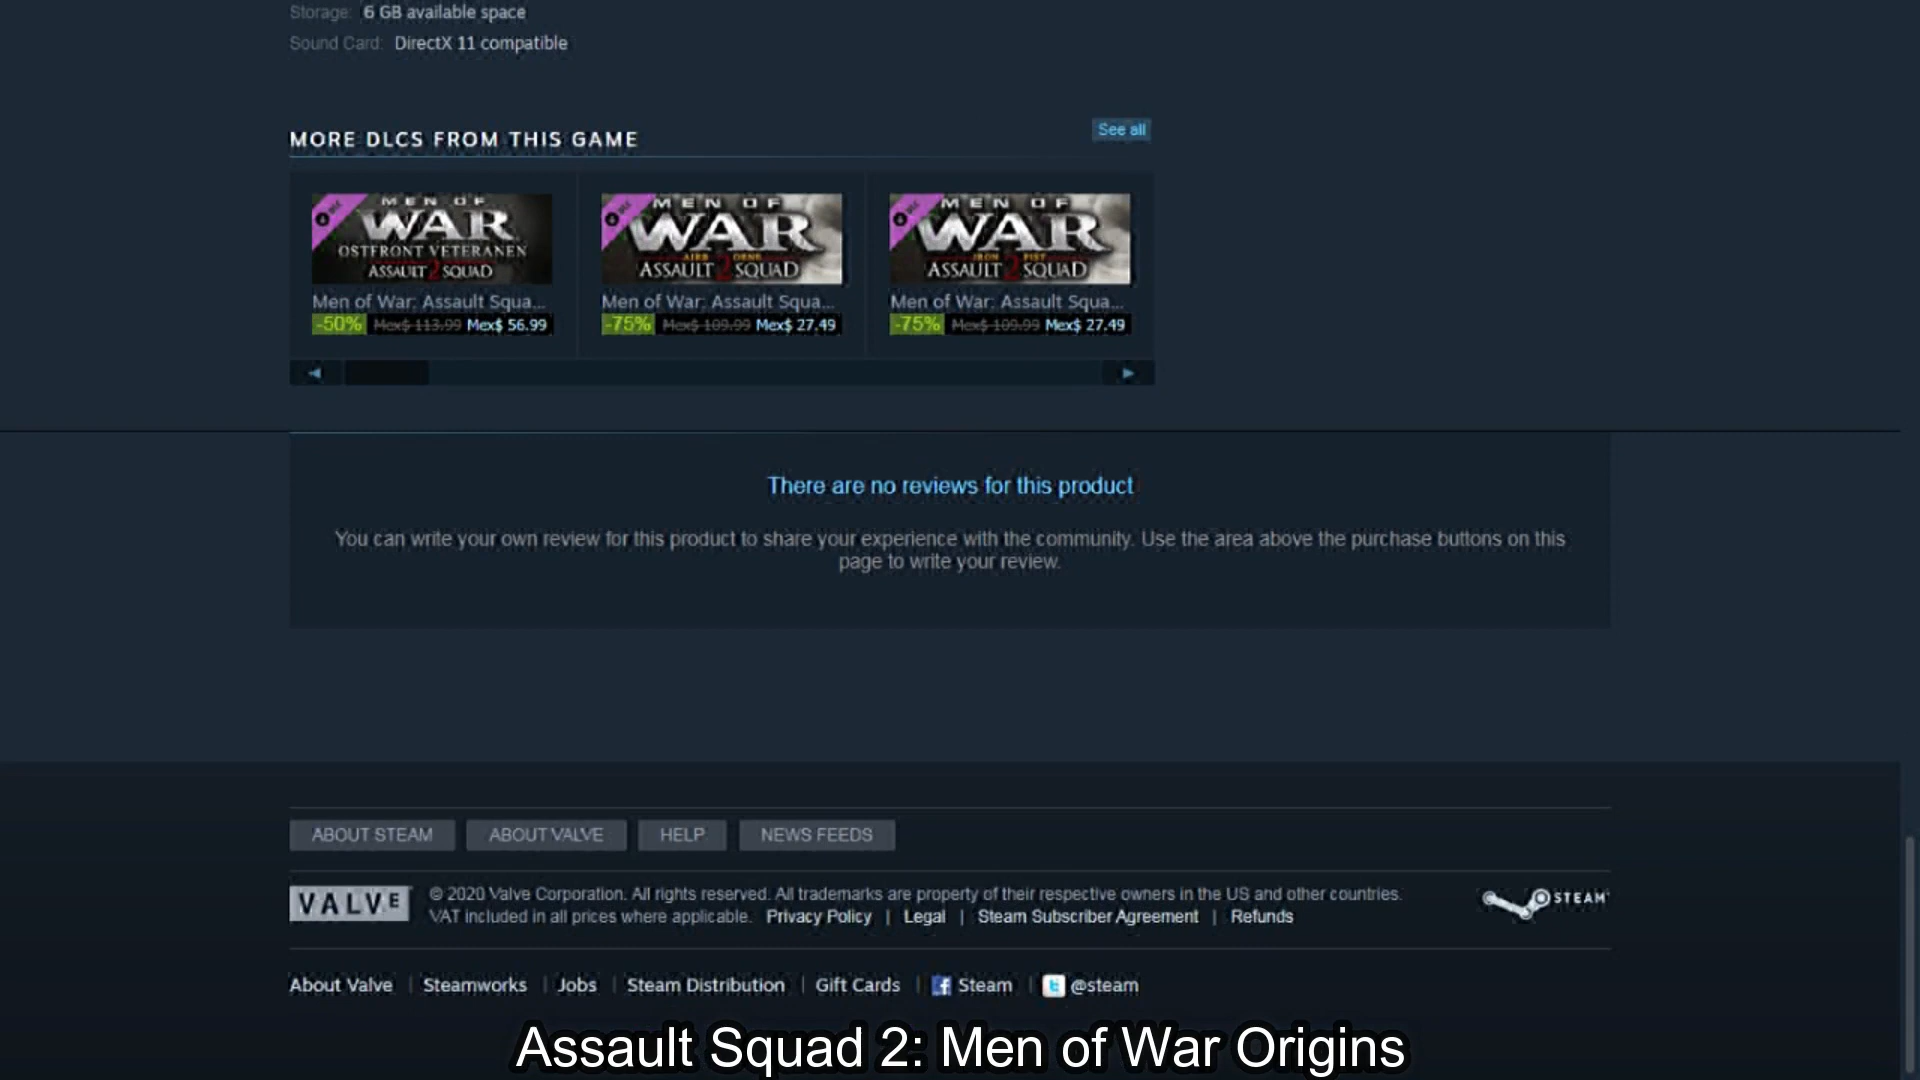 Storage: 6 GB available space
Sound Card: DirectX 11 compatible
MORE DLCS FROM THIS GAME
See all
MEN OF
WAR
OSTFRONT VETERANEN
ASSAULT 2 SQUAD
MEN OF
WAR
AIRBORNE
ASSAULT 2 SQUAD
MEN OF
WAR
IRON FIST
ASSAULT 2 SQUAD
Men of War: Assault Squa...
Men of War: Assault Squa...
Men of War: Assault Squa...
-50% Mex$ 113.99 Mex$ 56.99
-75% Mex$ 109.99 Mex$ 27.49
-75% Mex$ 109.99 Mex$ 27.49
There are no reviews for this product
You can write your own review for this product to share your experience with the community. Use the area above the purchase buttons on this
page to write your review.
ABOUT STEAM
ABOUT VALVE
HELP
NEWS FEEDS
VALVE
© 2020 Valve Corporation. All rights reserved. All trademarks are property of their respective owners in the US and other countries.
VAT included in all prices where applicable. Privacy Policy | Legal | Steam Subscriber Agreement | Refunds
STEAM
About Valve | Steamworks | Jobs | Steam Distribution | Gift Cards | Steam | @steam
Assault Squad 2: Men of War Origins